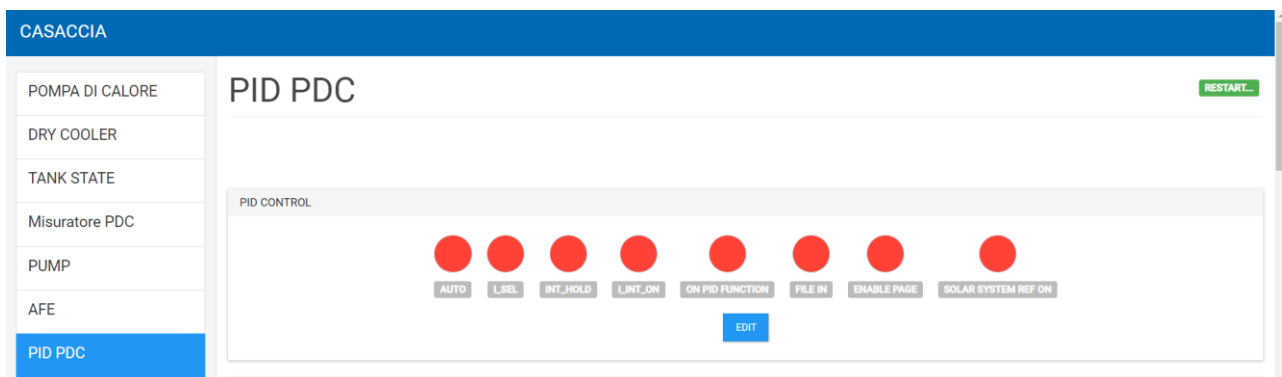 CASACCIA
POMPA DI CALORE
DRY COOLER
TANK STATE
Misuratore PDC
PUMP
AFE
PID PDC
PID PDC
RESTART...
PID CONTROL
AUTO I_SEL INT_HOLD I_INT_ON ON PID FUNCTION FILE IN ENABLE PAGE SOLAR SYSTEM REF ON
EDIT